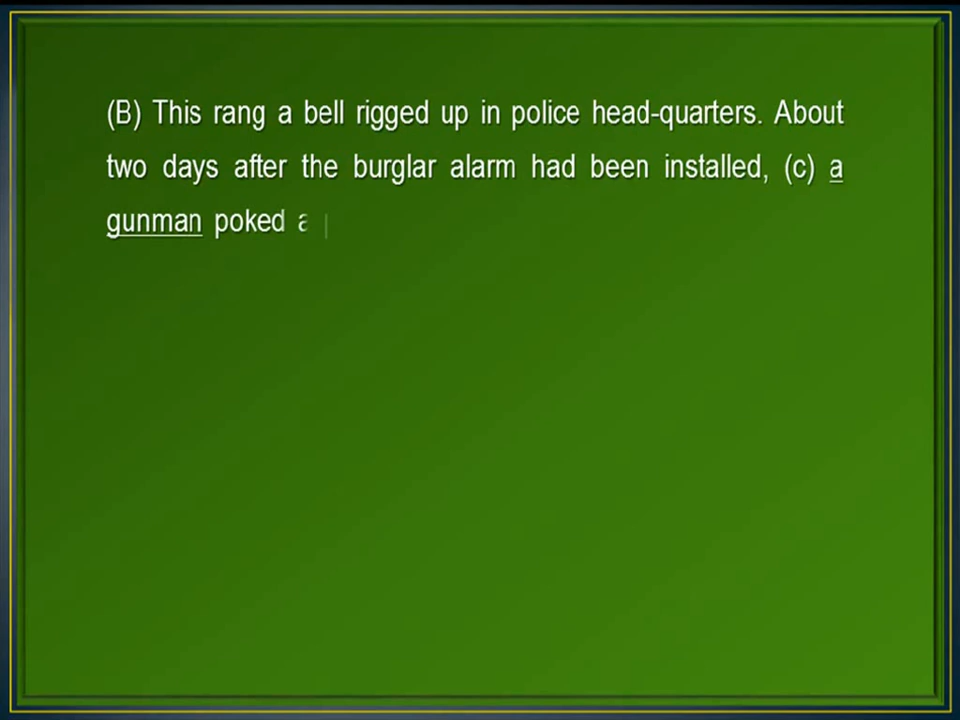 (B) This rang a bell rigged up in police head-quarters. About
two days after the burglar alarm had been installed, (c) a
gunman poked a